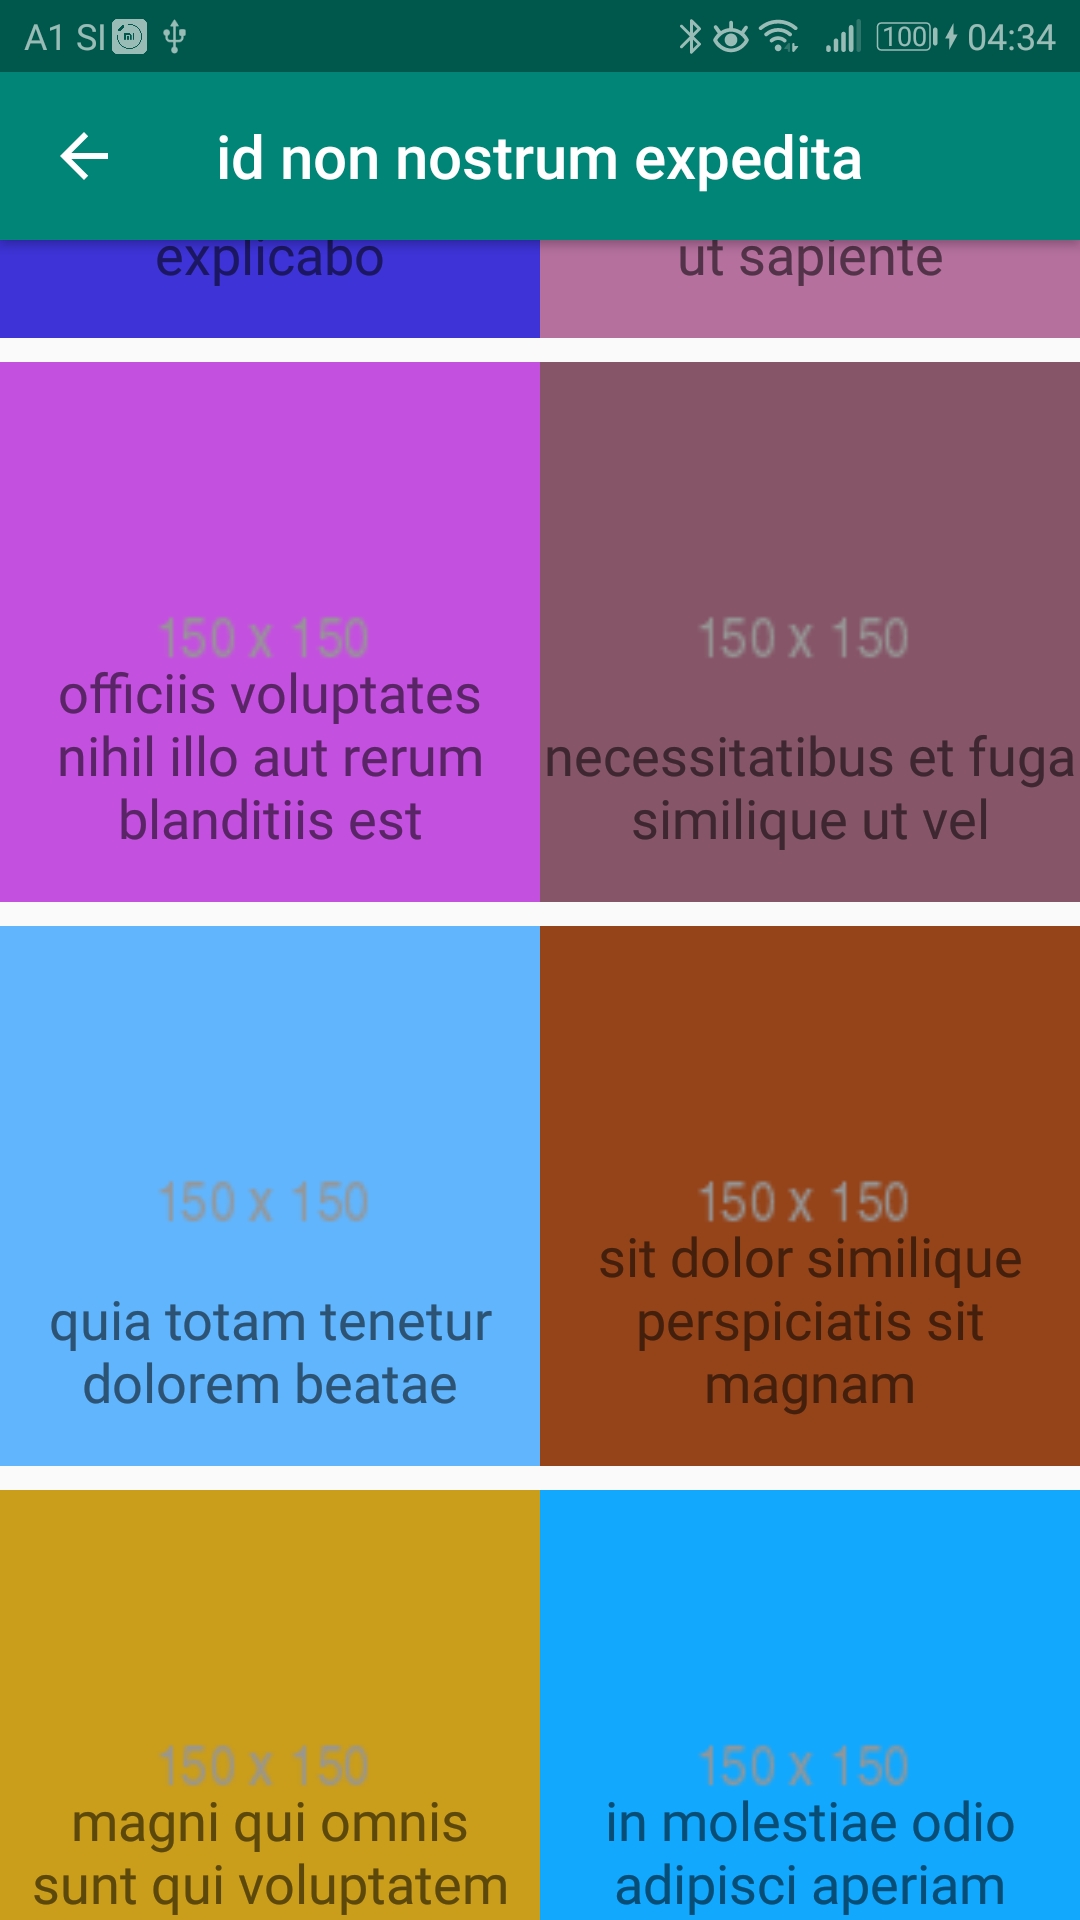 A1 SI 100 04:34
id non nostrum expedita
explicabo
ut sapiente
150 x 150
officiis voluptates
nihil illo aut rerum
blanditiis est
150 x 150
necessitatibus et fuga
similique ut vel
150 x 150
quia totam tenetur
dolorem beatae
150 x 150
sit dolor similique
perspiciatis sit
magnam
150 x 150
magni qui omnis
sunt qui voluptatem
150 x 150
in molestiae odio
adipisci aperiam